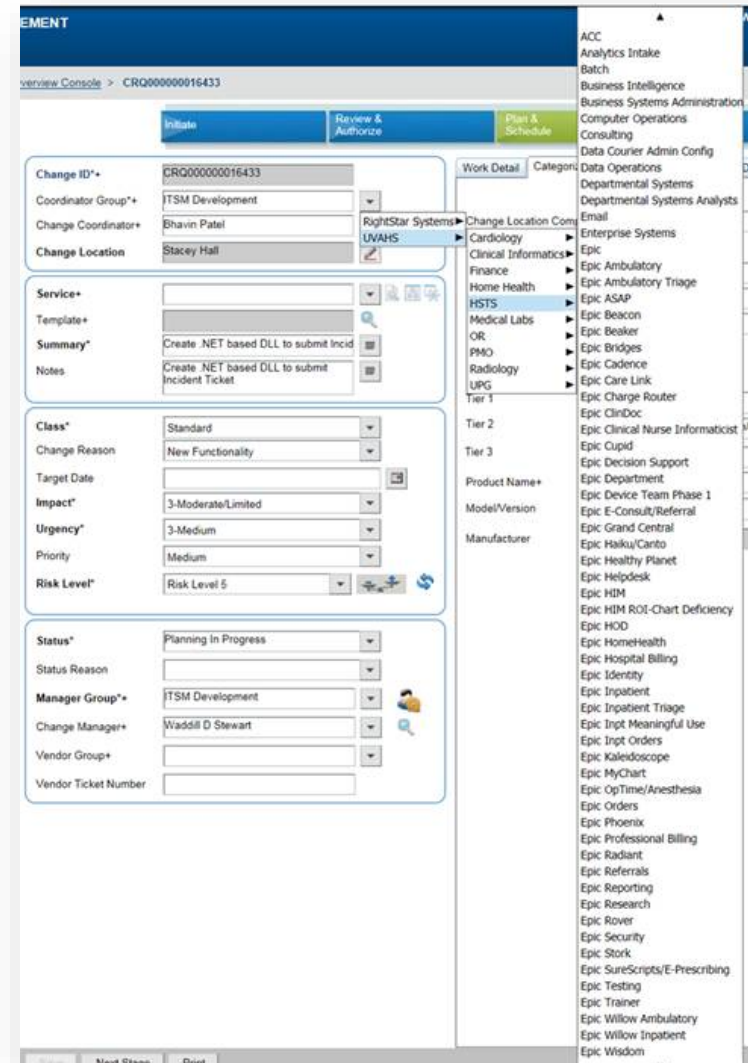 EMENT
verview Console > CRQ000000016433
Initiate
Review &
Authorize
Plan &
Schedule
Change ID*+
CRQ000000016433
Coordinator Group*+
ITSM Development
Change Coordinator+
Bhavin Patel
Change Location
Stacey Hall
Service+
Template+
Summary*
Create .NET based DLL to submit Incid
Notes
Create .NET based DLL to submit
Incident Ticket
Class*
Standard
Change Reason
New Functionality
Target Date
Impact*
3-Moderate/Limited
Urgency*
3-Medium
Priority
Medium
Risk Level*
Risk Level 5
Status*
Planning In Progress
Status Reason
Manager Group*+
ITSM Development
Change Manager+
Waddill D Stewart
Vendor Group+
Vendor Ticket Number
Next Stage
Print
Work Detail
Categoriz
RightStar Systems
UVAHS
Change Location Comp
Cardiology
Clinical Informatics
Finance
Home Health
HSTS
Medical Labs
OR
PMO
Radiology
UPG
Tier 1
Tier 2
Tier 3
Product Name+
Model/Version
Manufacturer
ACC
Analytics Intake
Batch
Business Intelligence
Business Systems Administration
Computer Operations
Consulting
Data Courier Admin Config
Data Operations
Departmental Systems
Departmental Systems Analysts
Email
Enterprise Systems
Epic
Epic Ambulatory
Epic Ambulatory Triage
Epic ASAP
Epic Beacon
Epic Beaker
Epic Bridges
Epic Cadence
Epic Care Link
Epic Charge Router
Epic ClinDoc
Epic Clinical Nurse Informaticist
Epic Cupid
Epic Decision Support
Epic Department
Epic Device Team Phase 1
Epic E-Consult/Referral
Epic Grand Central
Epic Haiku/Canto
Epic Healthy Planet
Epic Helpdesk
Epic HIM
Epic HIM ROI-Chart Deficiency
Epic HOD
Epic HomeHealth
Epic Hospital Billing
Epic Identity
Epic Inpatient
Epic Inpatient Triage
Epic Inpt Meaningful Use
Epic Inpt Orders
Epic Kaleidoscope
Epic MyChart
Epic OpTime/Anesthesia
Epic Orders
Epic Phoenix
Epic Professional Billing
Epic Radiant
Epic Referrals
Epic Reporting
Epic Research
Epic Rover
Epic Security
Epic Stork
Epic SureScripts/E-Prescribing
Epic Testing
Epic Trainer
Epic Willow Ambulatory
Epic Willow Inpatient
Epic Wisdom